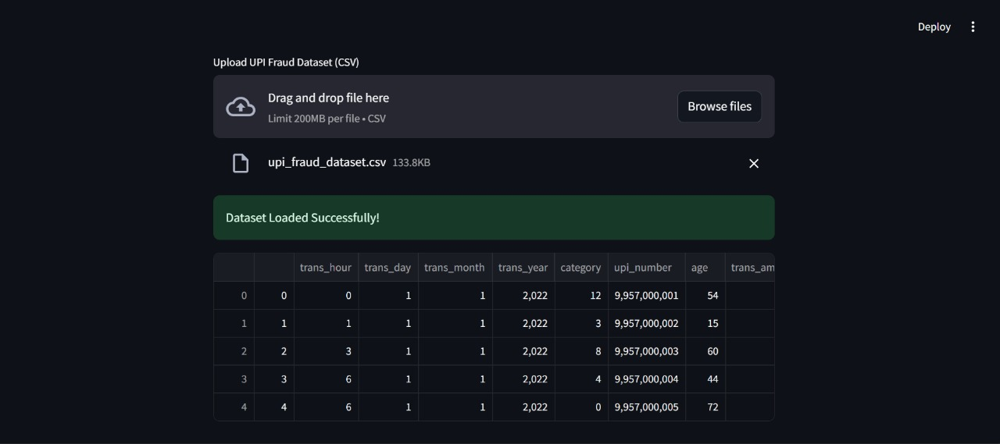 Deploy
Upload UPI Fraud Dataset (CSV)
Drag and drop file here
Limit 200MB per file • CSV
Browse files
upi_fraud_dataset.csv 133.8KB
Dataset Loaded Successfully!
trans_hour trans_day trans_month trans_year category upi_number age trans_am
0 0 0 1 1 2,022 12 9,957,000,001 54
1 1 1 1 1 2,022 3 9,957,000,002 15
2 2 3 1 1 2,022 8 9,957,000,003 60
3 3 6 1 1 2,022 4 9,957,000,004 44
4 4 6 1 1 2,022 0 9,957,000,005 72